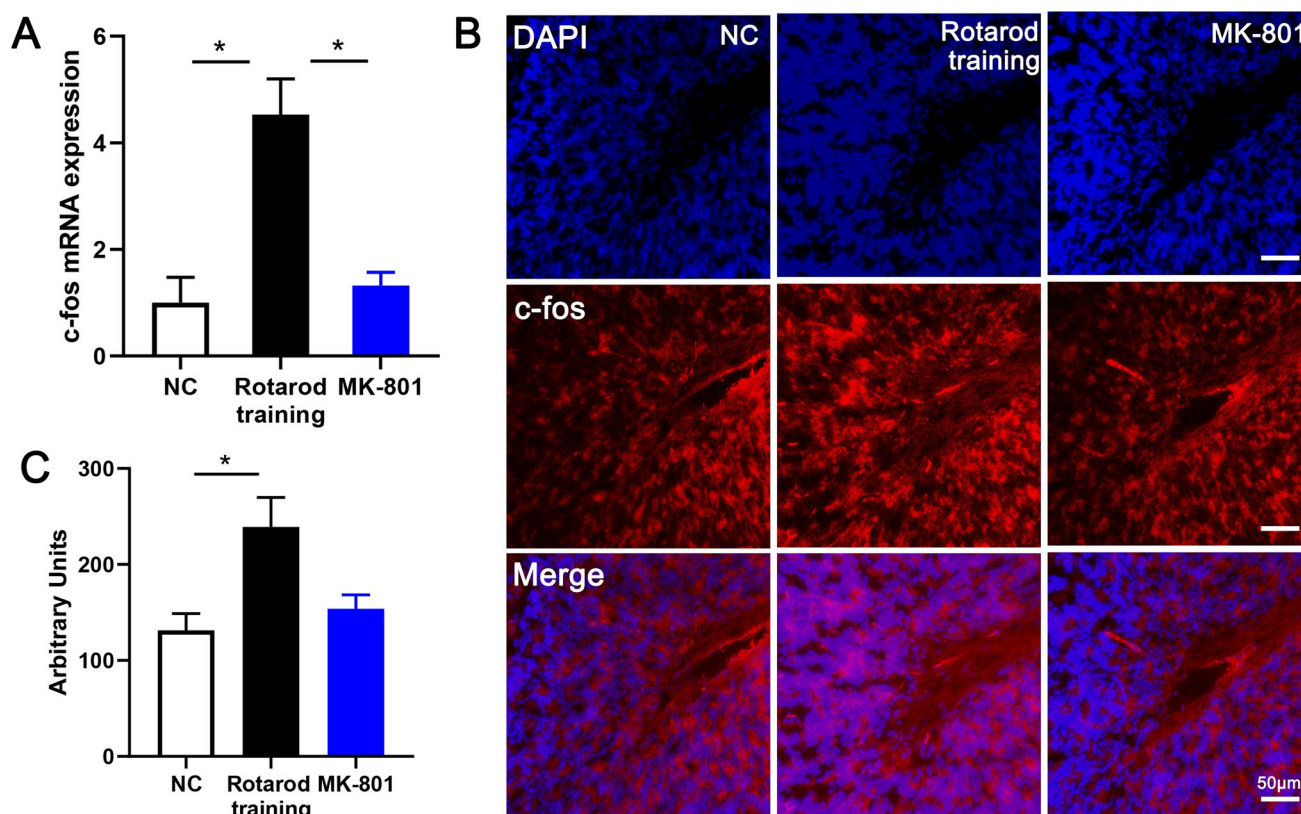 A
c-fos mRNA expression
6
4
2
0
*
*
NC
Rotarod
training
MK-801
B
DAPI
NC
Rotarod
training
MK-801
c-fos
Merge
50μm
C
Arbitrary Units
300
200
100
0
*
NC
Rotarod
training
MK-801